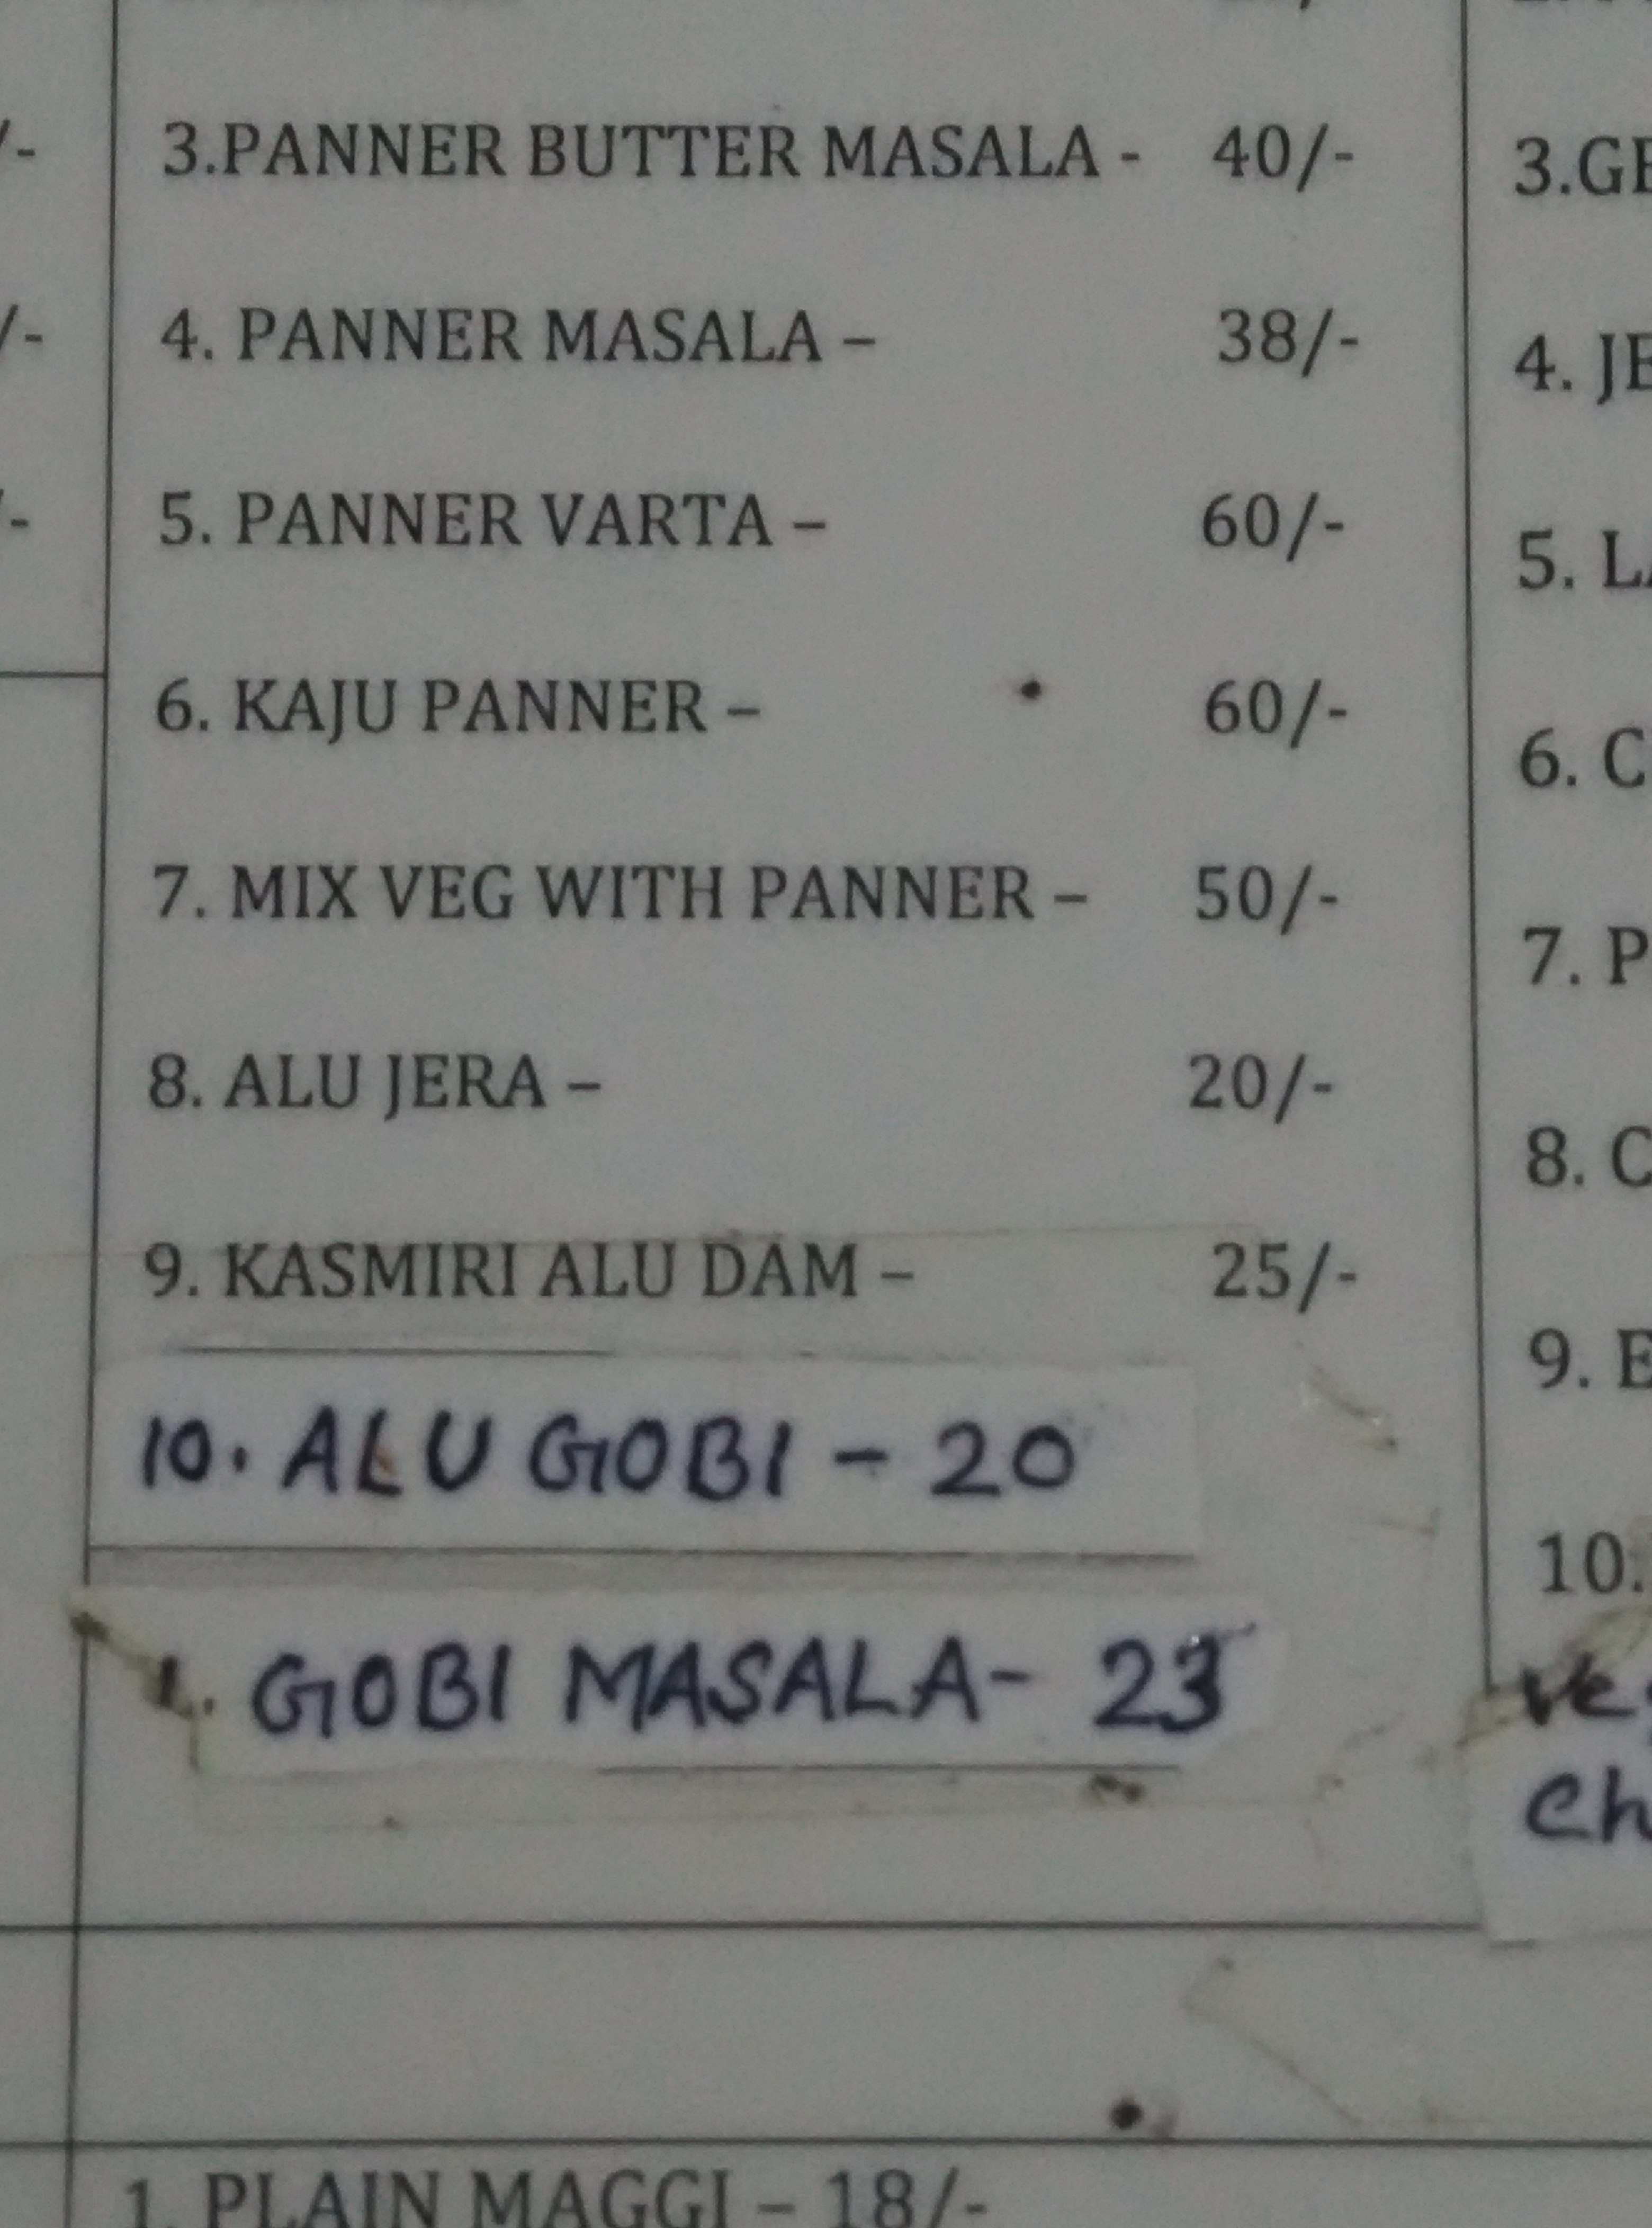 /-
/-
/-
3.PANNER BUTTER MASALA - 40/-
4. PANNER MASALA – 38/-
5. PANNER VARTA – 60/-
6. KAJU PANNER – 60/-
7. MIX VEG WITH PANNER – 50/-
8. ALU JERA – 20/-
9. KASMIRI ALU DAM – 25/-
10. ALU GOBI - 20
1. GOBI MASALA- 23
1. PLAIN MAGGI – 18/-
3.GE
4. JE
5. LA
6. C
7. P
8. C
9. E
10.
ve
ch